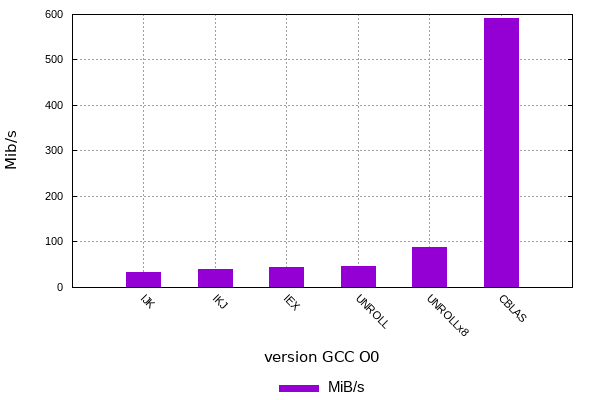 600
500
400
300
200
100
0
Mib/s
IJK
IKJ
IEX
UNROLL
UNROLLx8
CBLAS
version GCC O0
MiB/s